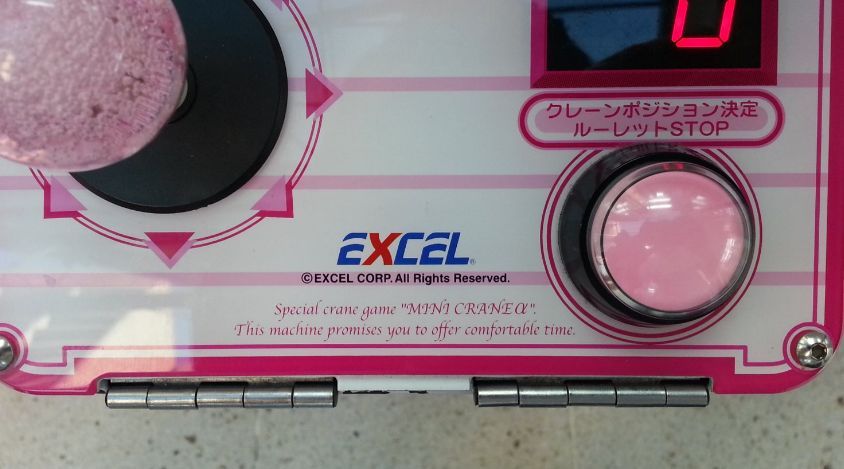 0
クレーンポジション決定
ルーレットSTOP
EXCEL®
©EXCEL CORP. All Rights Reserved.
Special crane game "MINI CRANE α".
This machine promises you to offer comfortable time.